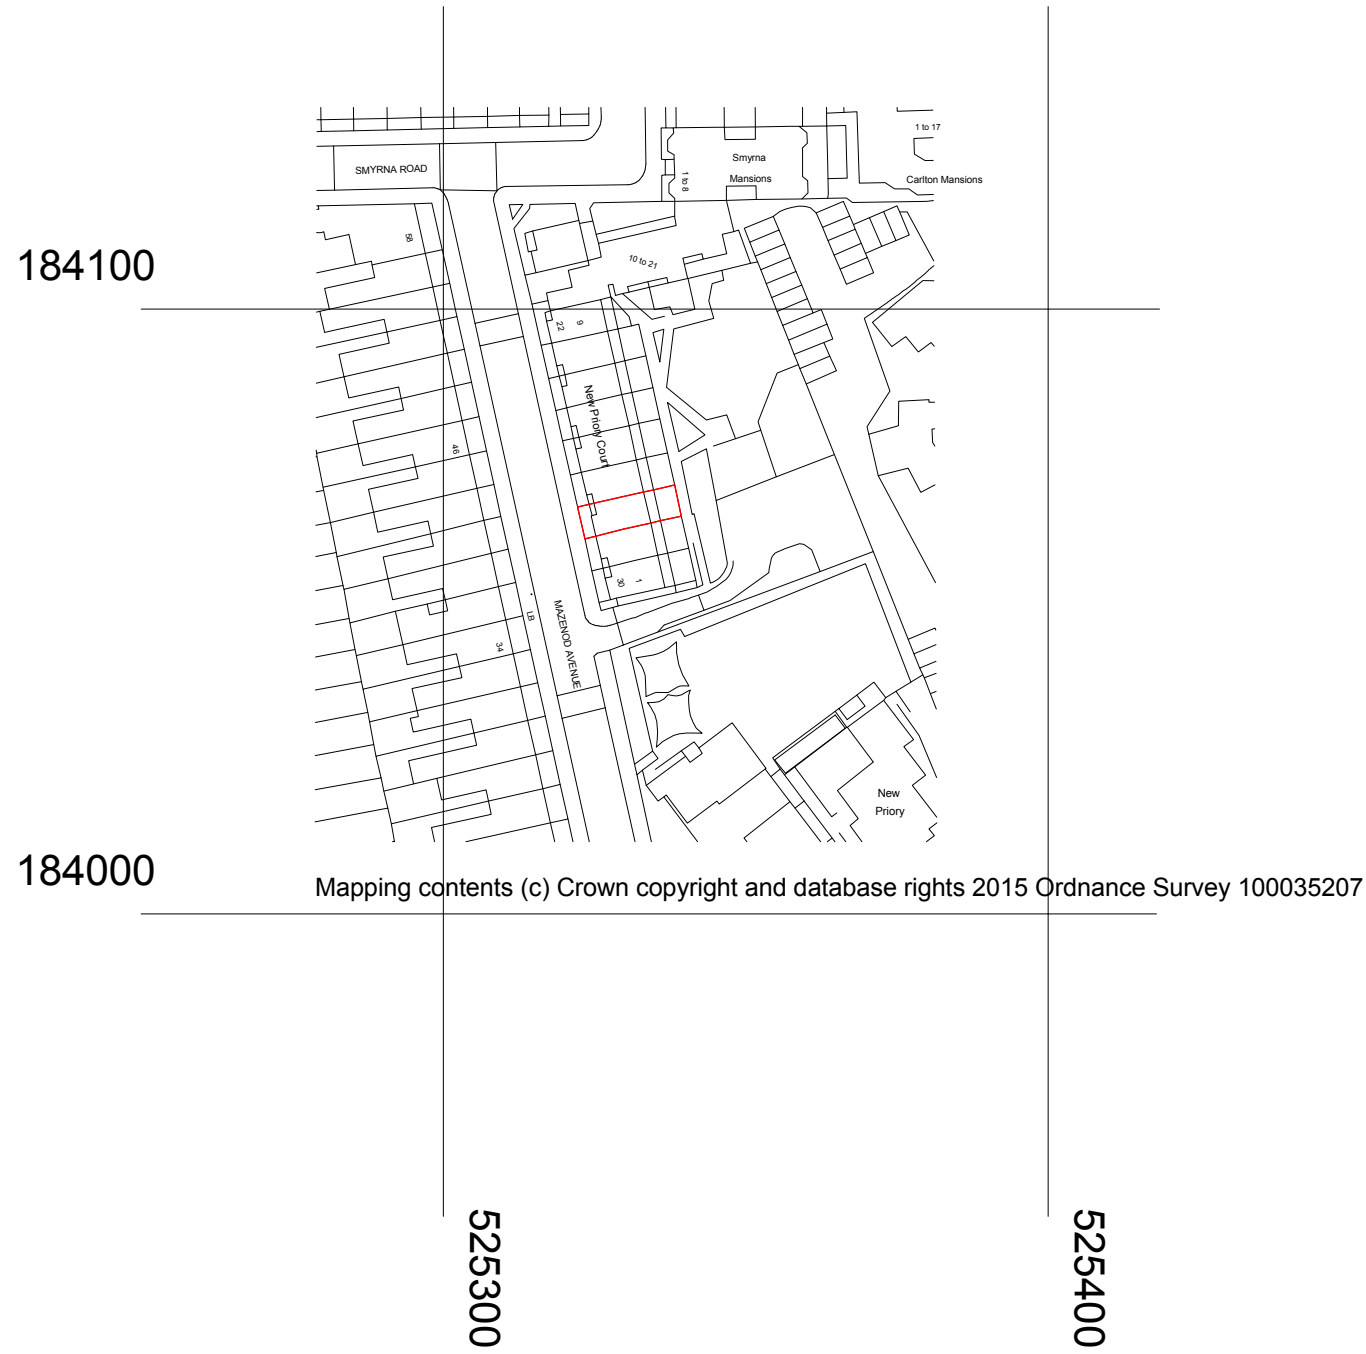 1 to 17
Smyrna
Mansions
SMYRNA ROAD
1 to 8
Carlton Mansions
58
184100
10 to 21
22
9
New Priory Court
46
30
1
LB
MAZENOD AVENUE
34
New
Priory
184000
Mapping contents (c) Crown copyright and database rights 2015 Ordnance Survey 100035207
525300
525400